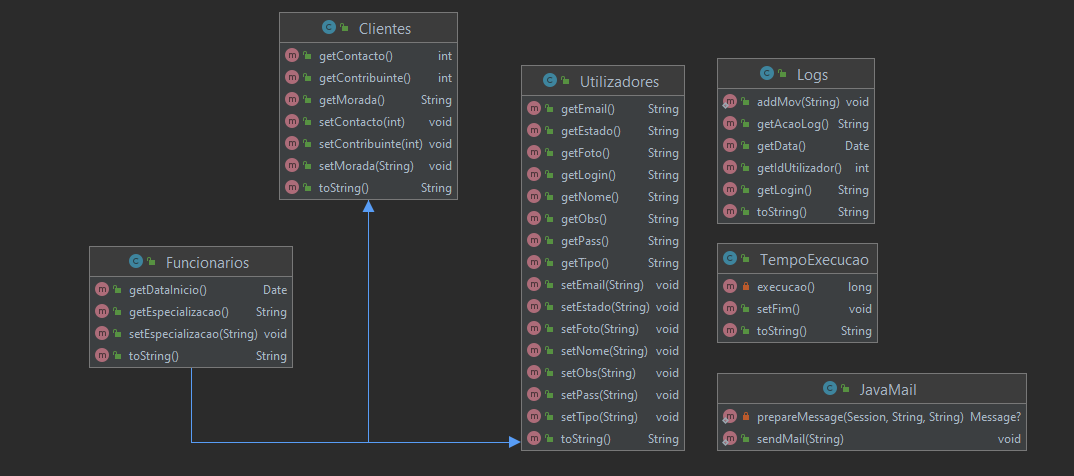 Clientes
getContacto() int
getContribuinte() int
getMorada() String
setContacto(int) void
setContribuinte(int) void
setMorada(String) void
toString() String
Funcionarios
getDataInicio() Date
getEspecializacao() String
setEspecializacao(String) void
toString() String
Utilizadores
getEmail() String
getEstado() String
getFoto() String
getLogin() String
getNome() String
getObs() String
getPass() String
getTipo() String
setEmail(String) void
setEstado(String) void
setFoto(String) void
setNome(String) void
setObs(String) void
setPass(String) void
setTipo(String) void
toString() String
Logs
addMov(String) void
getAcaoLog() String
getData() Date
getIdUtilizador() int
getLogin() String
toString() String
TempoExecucao
execucao() long
setFim() void
toString() String
JavaMail
prepareMessage(Session, String, String) Message?
sendMail(String) void